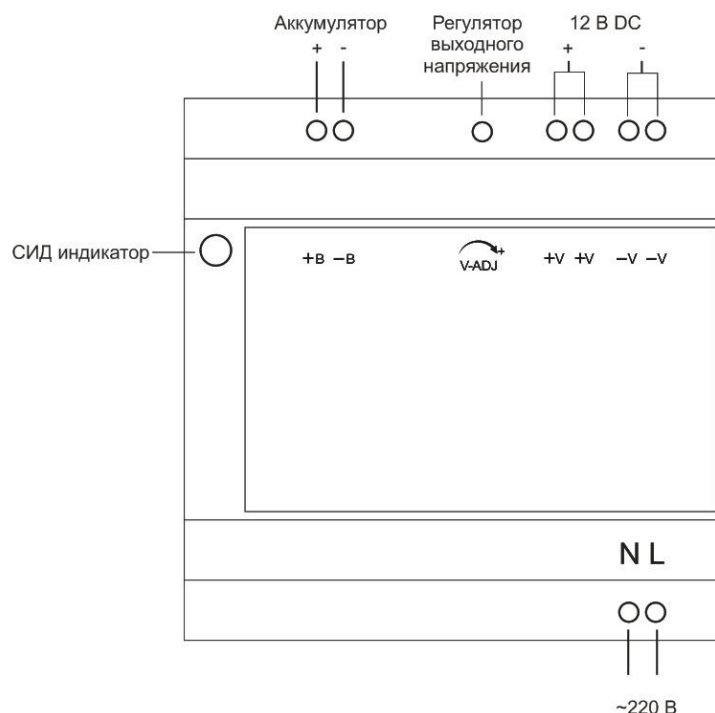 Аккумулятор
+ -
Регулятор
выходного
напряжения
12 В DC
+ -
СИД индикатор
+B −B
V-ADJ +
+V +V −V −V
N L
~220 В